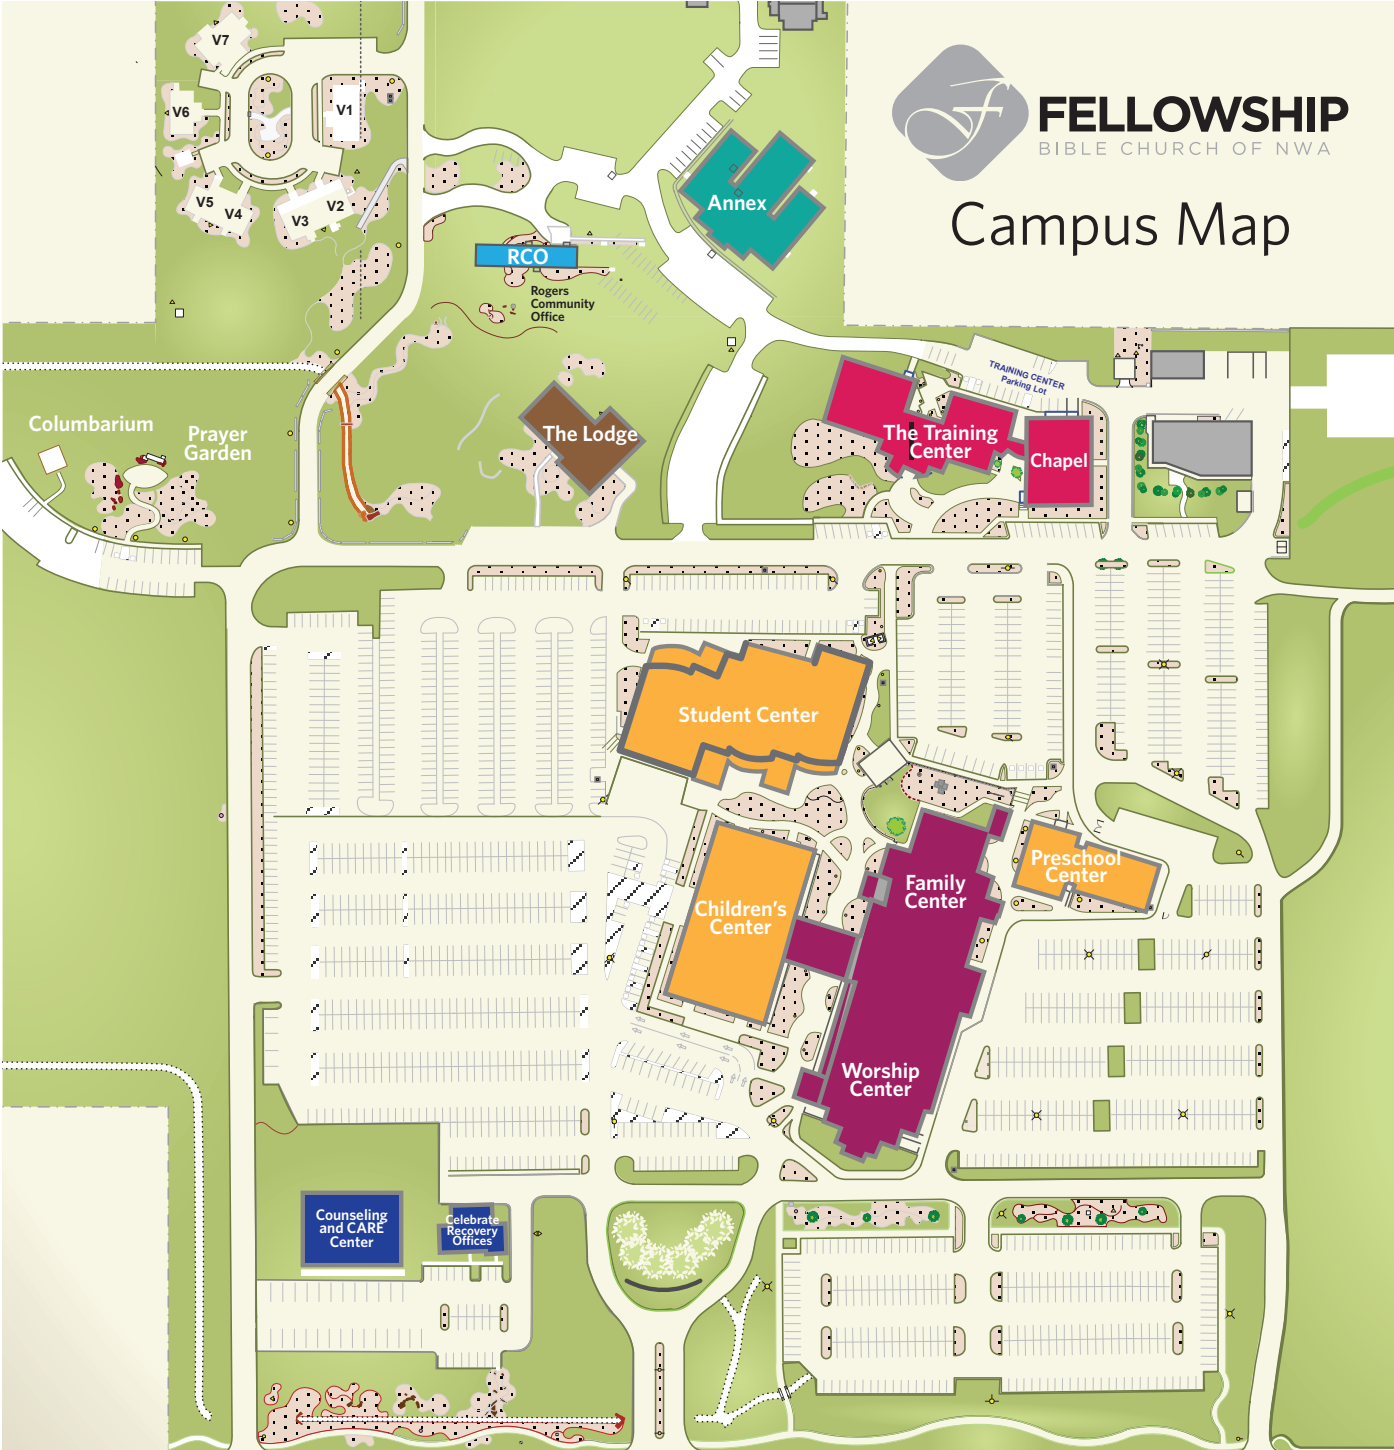 FELLOWSHIP
BIBLE CHURCH OF NWA
Campus Map
V7
V6
V1
V5
V4
V3
V2
Annex
RCO
Rogers
Community
Office
TRAINING CENTER
Parking Lot
Columbarium
Prayer
Garden
The Lodge
The Training
Center
Chapel
Student Center
Preschool
Center
Family
Center
Children's
Center
Worship
Center
Counseling
and CARE
Center
Celebrate
Recovery
Offices